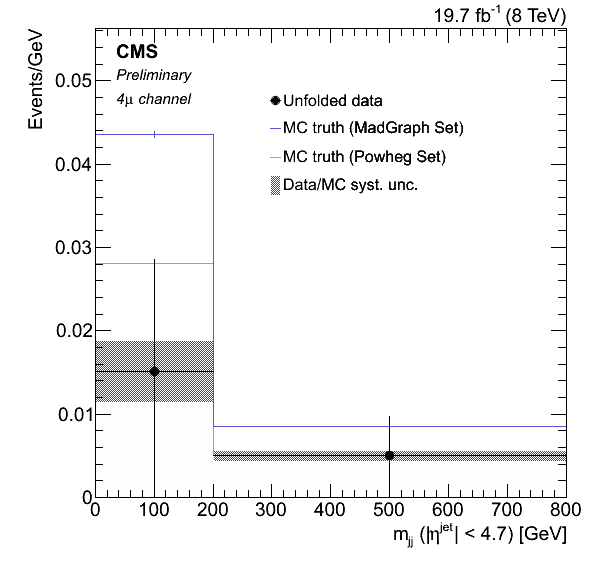 19.7 fb⁻¹ (8 TeV)
Events/GeV
CMS
Preliminary
4μ channel
Unfolded data
MC truth (MadGraph Set)
MC truth (Powheg Set)
Data/MC syst. unc.
0.05
0.04
0.03
0.02
0.01
0
0 100 200 300 400 500 600 700 800
m_jj (|η^jet| < 4.7) [GeV]